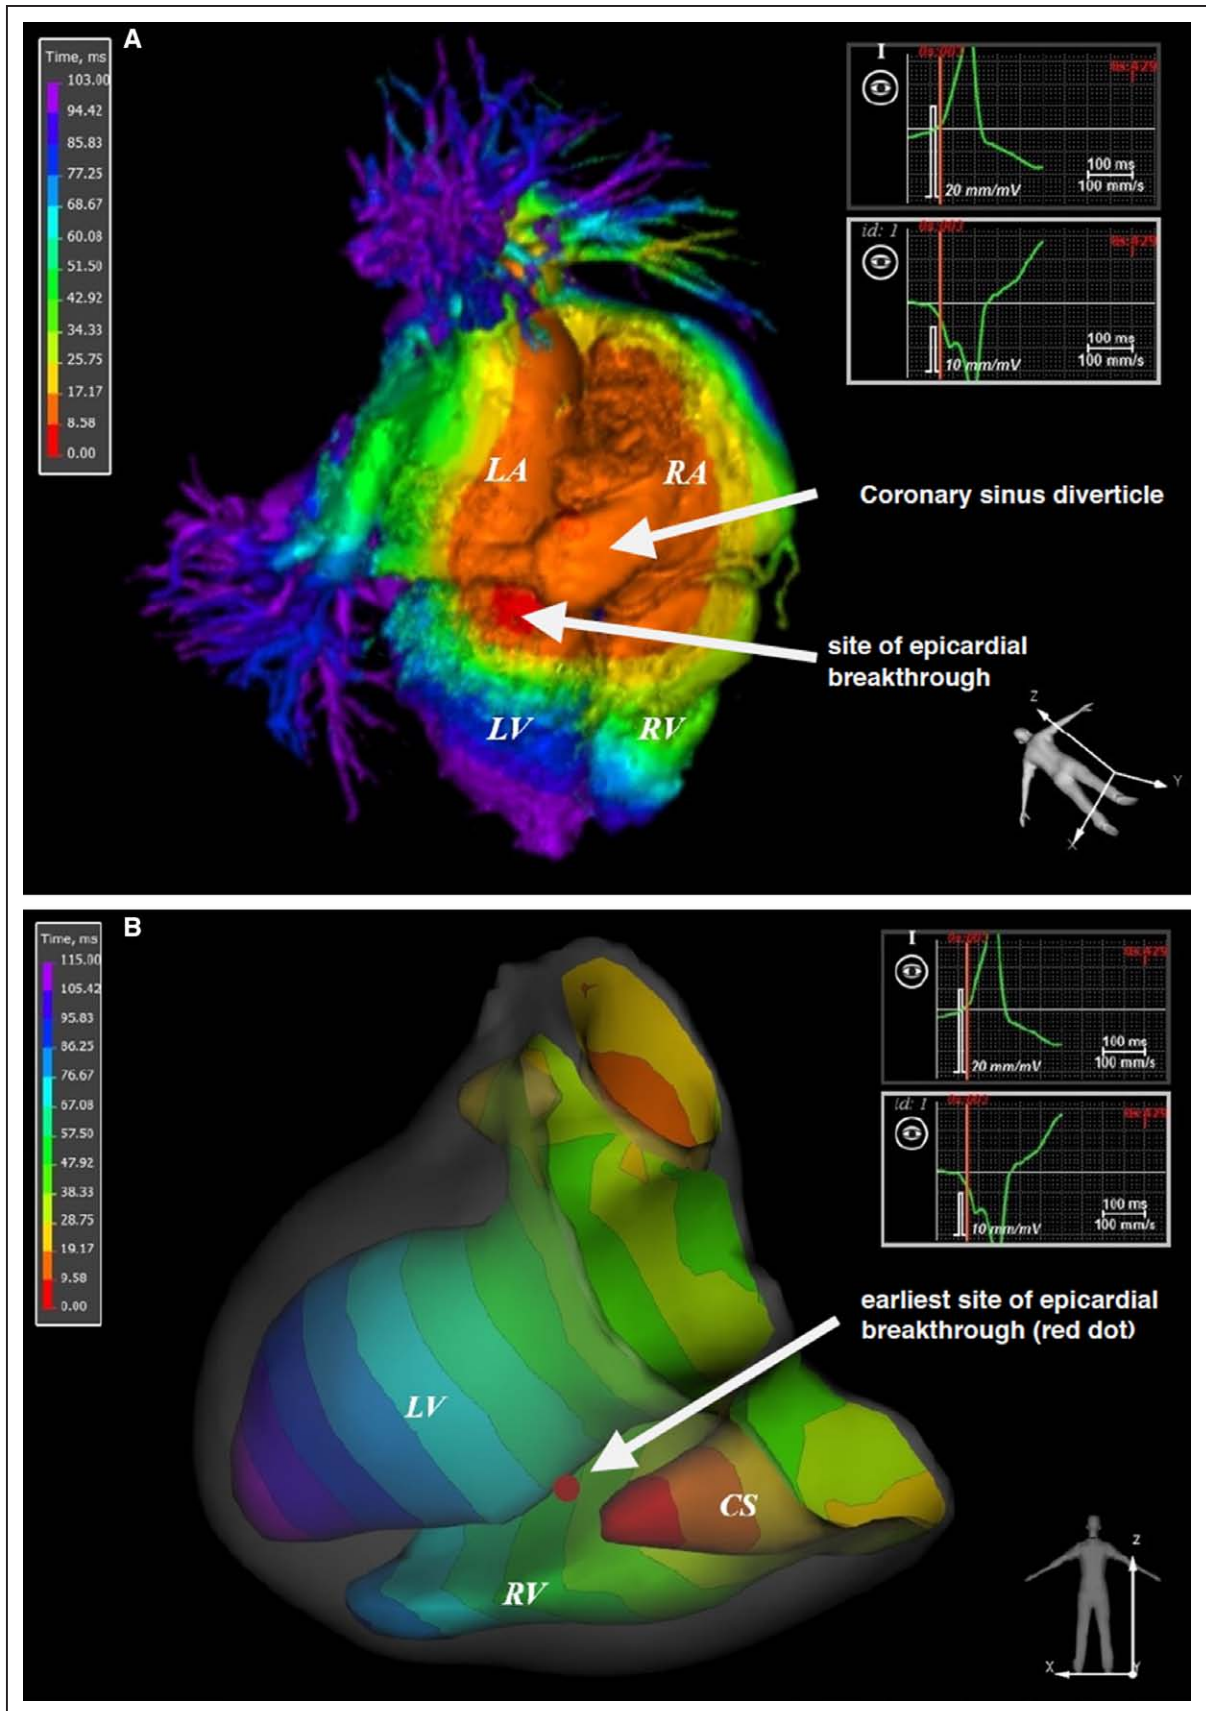 A
Time, ms
103.00
94.42
85.83
77.25
68.67
60.08
51.50
42.92
34.33
25.75
17.17
8.58
0.00
I
100 ms
100 mm/s
20 mm/mV
id: 1
100 ms
100 mm/s
10 mm/mV
LA
RA
Coronary sinus diverticle
site of epicardial
breakthrough
LV
RV
Z
Y
X
B
Time, ms
115.00
105.42
95.83
86.25
76.67
67.08
57.50
47.92
38.33
28.75
19.17
9.58
0.00
I
100 ms
100 mm/s
20 mm/mV
id: 1
100 ms
100 mm/s
10 mm/mV
earliest site of epicardial
breakthrough (red dot)
LV
CS
RV
Z
X
Y